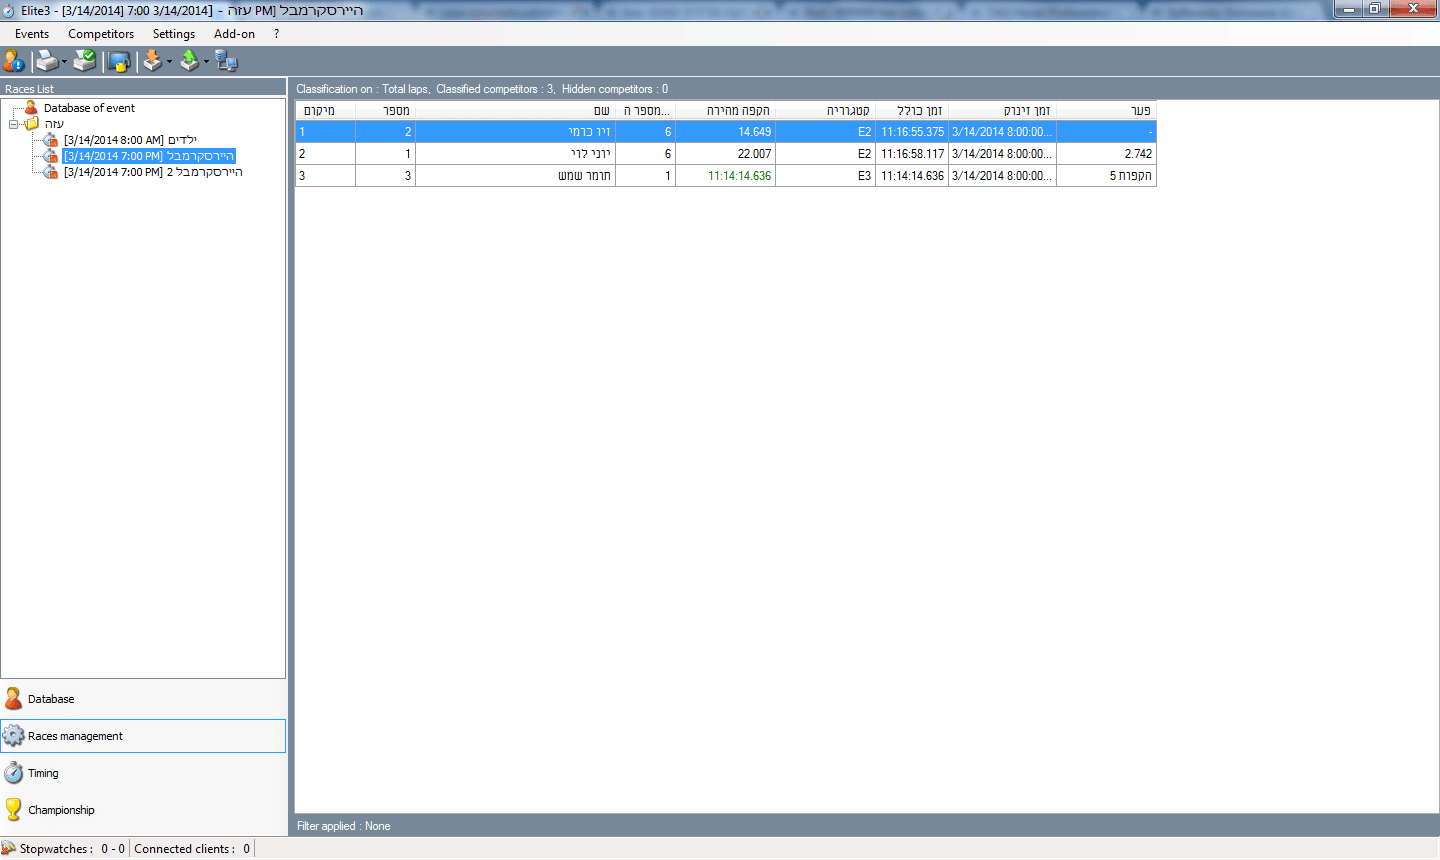 Elite3 - [3/14/2014] 7:00 3/14/2014] - עזה PM] היירסקרמבל
Events Competitors Settings Add-on ?
Races List
Database of event
עזה
[3/14/2014 8:00 AM] ילדים
[3/14/2014 7:00 PM] היירסקרמבל
[3/14/2014 7:00 PM] 2 היירסקרמבל
Classification on : Total laps, Classified competitors : 3, Hidden competitors : 0
מיקום מספר שם מספר ה... הקפה מהירה קטגוריה זמן כולל זמן זינוק פער
1 2 זיו כרמי 6 14.649 E2 11:16:55.375 3/14/2014 8:00:00... -
2 1 יוני לוי 6 22.007 E2 11:16:58.117 3/14/2014 8:00:00... 2.742
3 3 תומר שמש 1 11:14:14.636 E3 11:14:14.636 3/14/2014 8:00:00... 5 הקפות
Database
Races management
Timing
Championship
Filter applied : None
Stopwatches : 0 - 0 Connected clients : 0